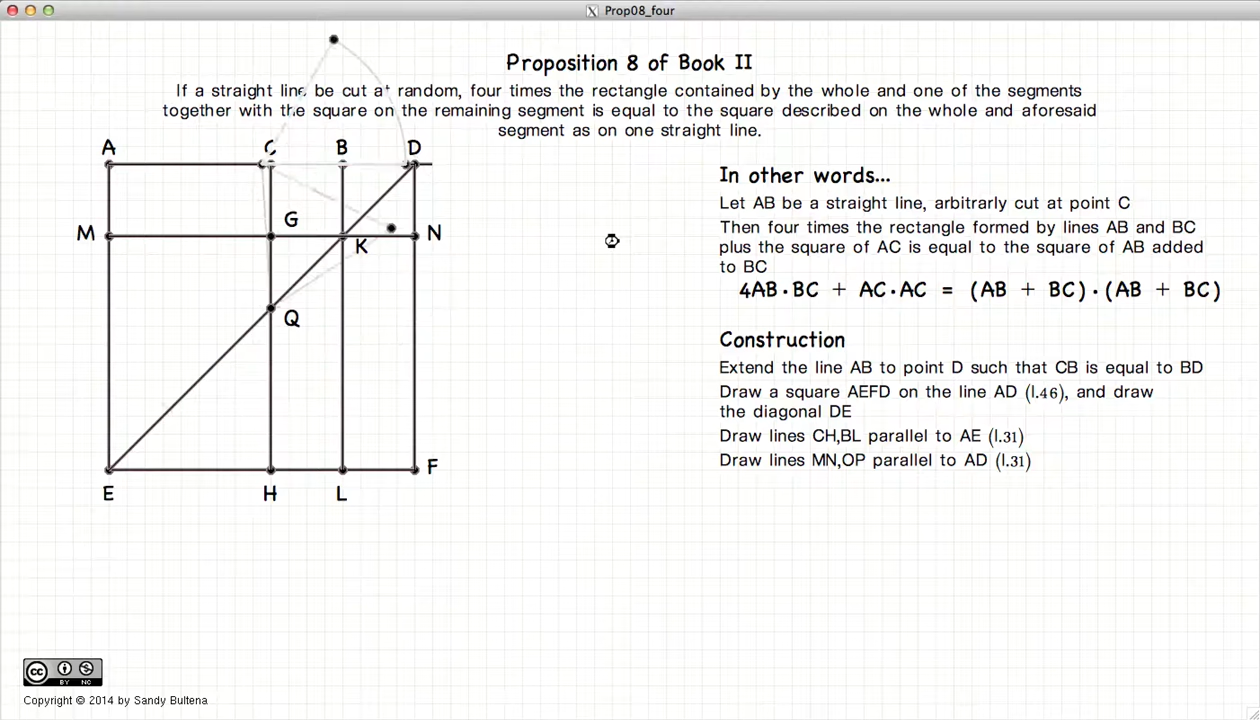 Prop08_four
Proposition 8 of Book II
If a straight line be cut at random, four times the rectangle contained by the whole and one of the segments
together with the square on the remaining segment is equal to the square described on the whole and aforesaid
segment as on one straight line.
A C B D
In other words...
Let AB be a straight line, arbitrarly cut at point C
Then four times the rectangle formed by lines AB and BC
plus the square of AC is equal to the square of AB added
to BC
4AB·BC + AC·AC = (AB + BC)·(AB + BC)
G
M N
K
Q
Construction
Extend the line AB to point D such that CB is equal to BD
Draw a square AEFD on the line AD (I.46), and draw
the diagonal DE
Draw lines CH,BL parallel to AE (I.31)
Draw lines MN,OP parallel to AD (I.31)
F
E H L
cc
BY NC
Copyright © 2014 by Sandy Bultena